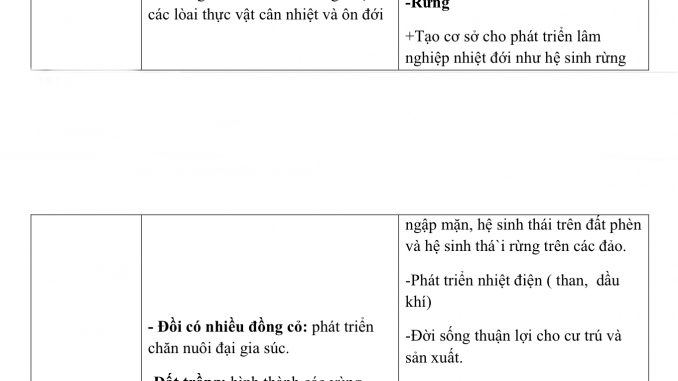 các lòai thực vật cân nhiệt và ôn đới
-Rừng
+Tạo cơ sở cho phát triển lâm
nghiệp nhiệt đới như hệ sinh rừng
ngập mặn, hệ sinh thái trên đất phèn
và hệ sinh thá`i rừng trên các đảo.
-Phát triển nhiệt điện ( than, dầu
khí)
- Đồi có nhiều đồng cỏ: phát triển
chăn nuôi đại gia súc.
-Đời sống thuận lợi cho cư trú và
sản xuất.